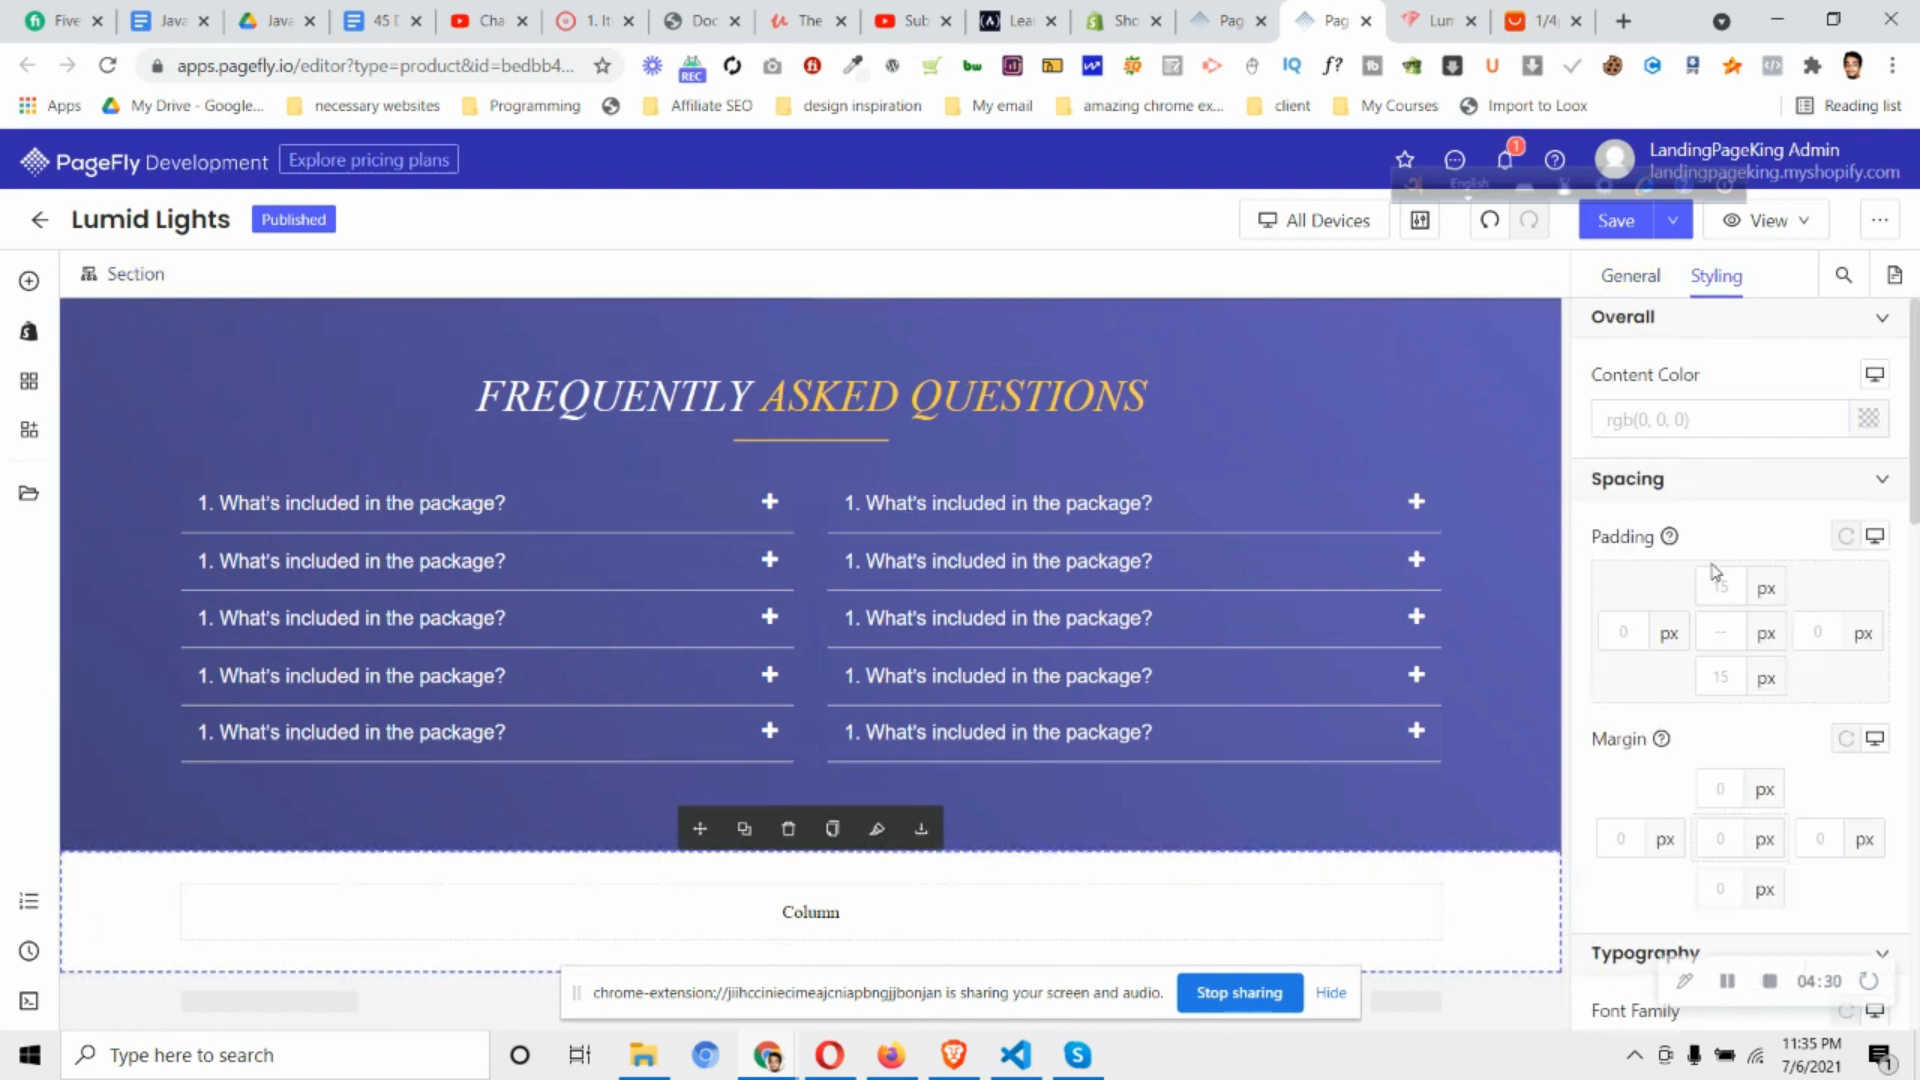 Five
Java
Java
45 D
Cha
1. It
Doc
The
Sub
Lea
Sho
Pag
Pag
Lum
1/4
apps.pagefly.io/editor?type=product&id=bedbb4...
REC
bw
IQ
f?
Apps
My Drive - Google...
necessary websites
Programming
Affiliate SEO
design inspiration
My email
amazing chrome ex...
client
My Courses
Import to Loox
Reading list
PageFly Development
Explore pricing plans
1
LandingPageKing Admin
landingpageking.myshopify.com
English
Lumid Lights
Published
All Devices
Save
View
Section
General
Styling
Overall
Content Color
rgb(0, 0, 0)
FREQUENTLY ASKED QUESTIONS
1. What's included in the package?
1. What's included in the package?
1. What's included in the package?
1. What's included in the package?
1. What's included in the package?
1. What's included in the package?
1. What's included in the package?
1. What's included in the package?
1. What's included in the package?
1. What's included in the package?
Spacing
Padding
15 px
0 px -- px 0 px
15 px
Margin
0 px
0 px 0 px 0 px
0 px
Typography
04:30
Font Family
Column
chrome-extension://jiihcciniecimeajcniapbngjjbonjan is sharing your screen and audio.
Stop sharing
Hide
Type here to search
11:35 PM
7/6/2021
1